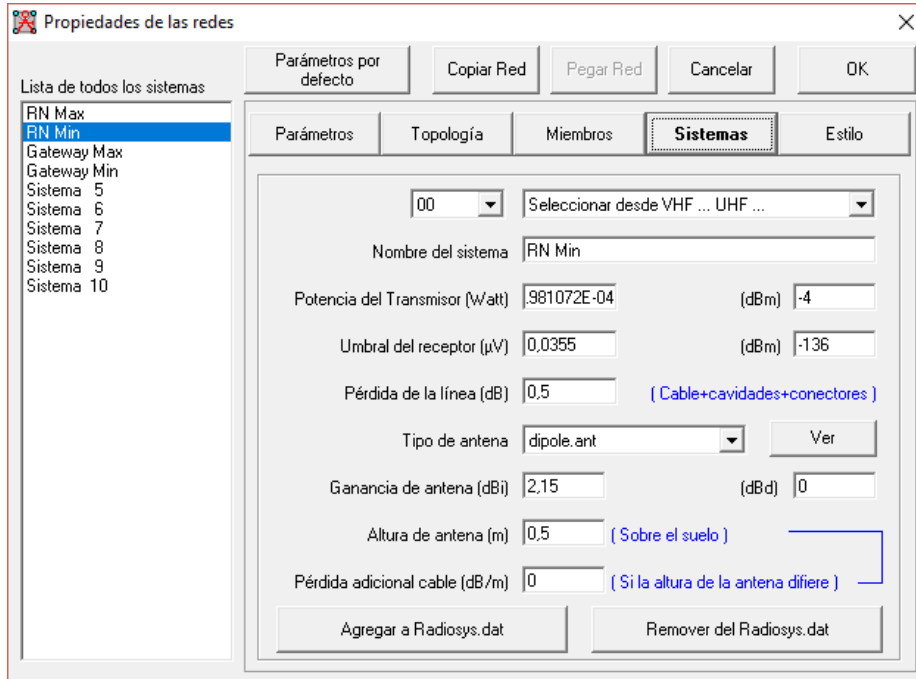 Propiedades de las redes
Lista de todos los sistemas
RN Max
RN Min
Gateway Max
Gateway Min
Sistema 5
Sistema 6
Sistema 7
Sistema 8
Sistema 9
Sistema 10
Parámetros por defecto
Copiar Red
Pegar Red
Cancelar
OK
Parámetros
Topología
Miembros
Sistemas
Estilo
00
Seleccionar desde VHF ... UHF ...
Nombre del sistema
RN Min
Potencia del Transmisor (Watt)
.981072E-04
(dBm)
-4
Umbral del receptor (µV)
0,0355
(dBm)
-136
Pérdida de la línea (dB)
0,5
( Cable+cavidades+conectores )
Tipo de antena
dipole.ant
Ver
Ganancia de antena (dBi)
2,15
(dBd)
0
Altura de antena (m)
0,5
( Sobre el suelo )
Pérdida adicional cable (dB/m)
0
( Si la altura de la antena difiere )
Agregar a Radiosys.dat
Remover del Radiosys.dat